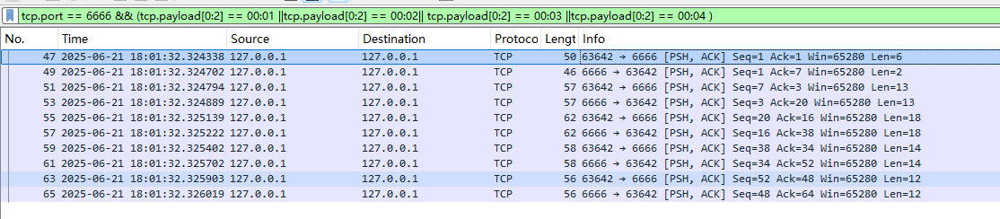 tcp.port == 6666 && (tcp.payload[0:2] == 00:01 ||tcp.payload[0:2] == 00:02|| tcp.payload[0:2] == 00:03 ||tcp.payload[0:2] == 00:04 )
No. Time Source Destination Protoco Lengt Info
47 2025-06-21 18:01:32.324338 127.0.0.1 127.0.0.1 TCP 50 63642 → 6666 [PSH, ACK] Seq=1 Ack=1 Win=65280 Len=6
49 2025-06-21 18:01:32.324702 127.0.0.1 127.0.0.1 TCP 46 6666 → 63642 [PSH, ACK] Seq=1 Ack=7 Win=65280 Len=2
51 2025-06-21 18:01:32.324794 127.0.0.1 127.0.0.1 TCP 57 63642 → 6666 [PSH, ACK] Seq=7 Ack=3 Win=65280 Len=13
53 2025-06-21 18:01:32.324889 127.0.0.1 127.0.0.1 TCP 57 6666 → 63642 [PSH, ACK] Seq=3 Ack=20 Win=65280 Len=13
55 2025-06-21 18:01:32.325139 127.0.0.1 127.0.0.1 TCP 62 63642 → 6666 [PSH, ACK] Seq=20 Ack=16 Win=65280 Len=18
57 2025-06-21 18:01:32.325222 127.0.0.1 127.0.0.1 TCP 62 6666 → 63642 [PSH, ACK] Seq=16 Ack=38 Win=65280 Len=18
59 2025-06-21 18:01:32.325402 127.0.0.1 127.0.0.1 TCP 58 63642 → 6666 [PSH, ACK] Seq=38 Ack=34 Win=65280 Len=14
61 2025-06-21 18:01:32.325702 127.0.0.1 127.0.0.1 TCP 58 6666 → 63642 [PSH, ACK] Seq=34 Ack=52 Win=65280 Len=14
63 2025-06-21 18:01:32.325903 127.0.0.1 127.0.0.1 TCP 56 63642 → 6666 [PSH, ACK] Seq=52 Ack=48 Win=65280 Len=12
65 2025-06-21 18:01:32.326019 127.0.0.1 127.0.0.1 TCP 56 6666 → 63642 [PSH, ACK] Seq=48 Ack=64 Win=65280 Len=12